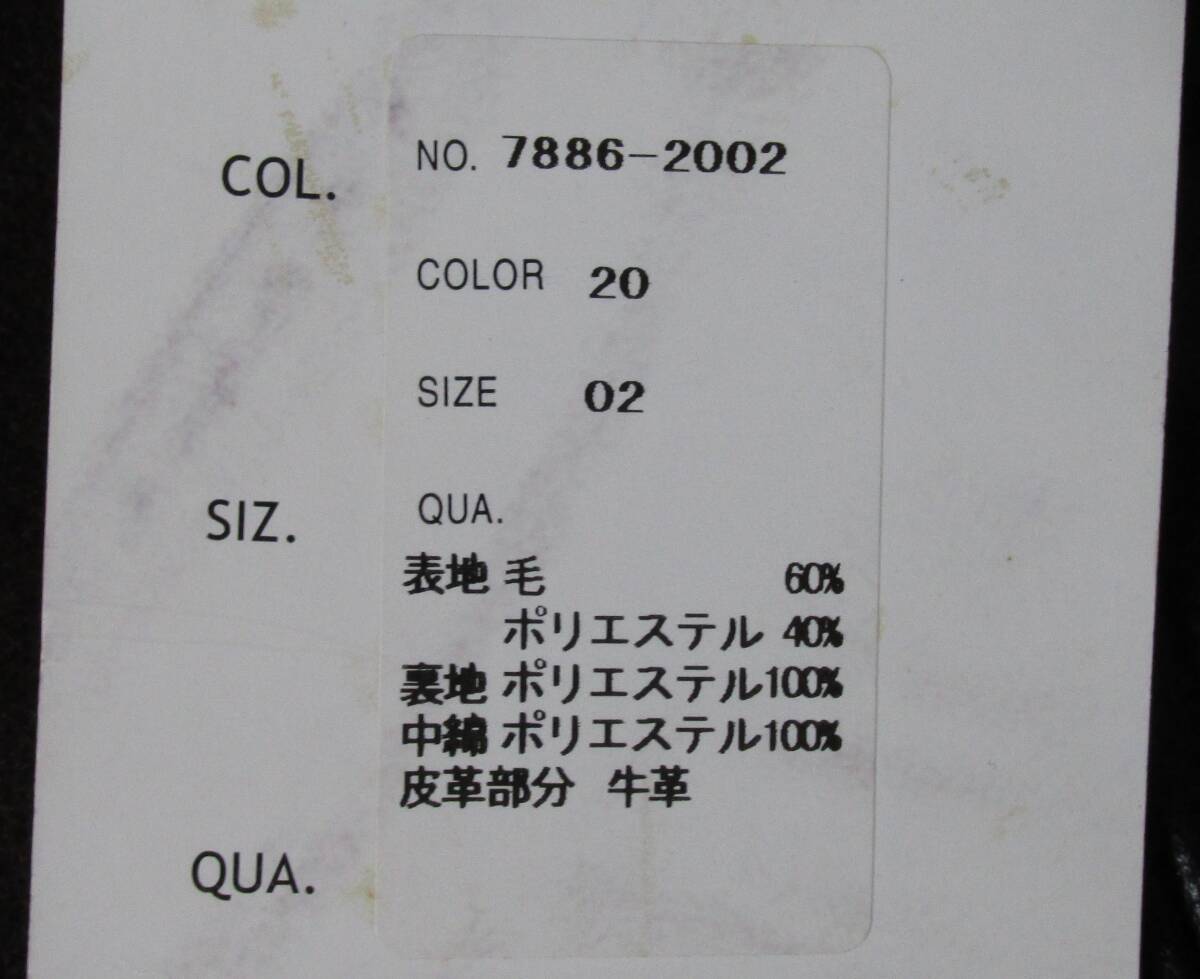 COL.
NO. 7886-2002
COLOR 20
SIZE 02
SIZ.
QUA.
表地 毛 60%
ポリエステル 40%
裏地 ポリエステル100%
中綿 ポリエステル100%
皮革部分 牛革
QUA.